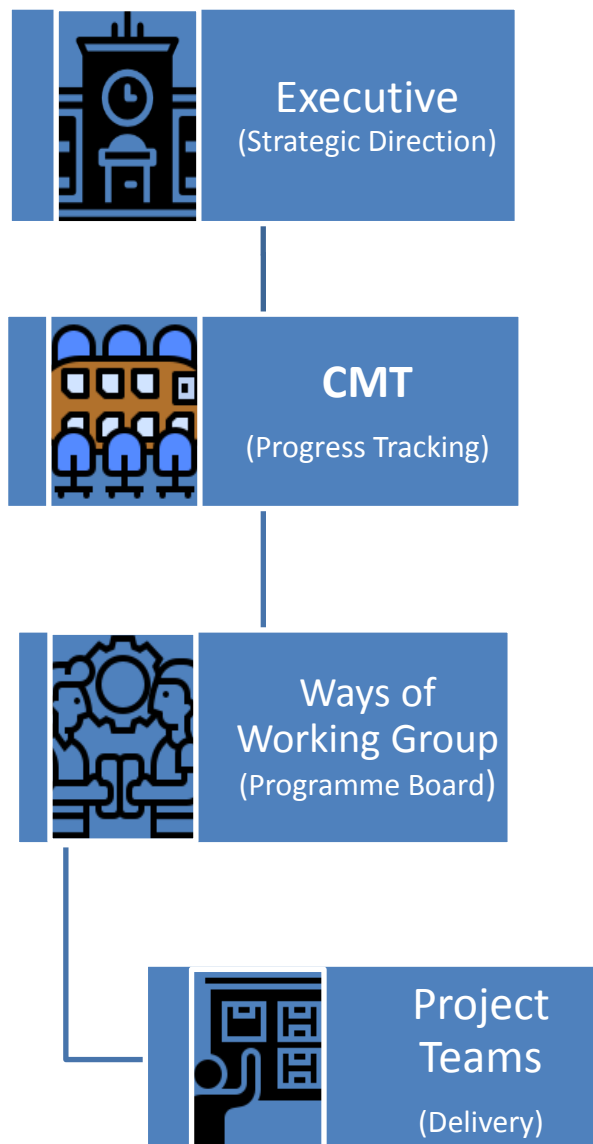 Executive
(Strategic Direction)
CMT
(Progress Tracking)
Ways of
Working Group
(Programme Board)
Project
Teams
(Delivery)